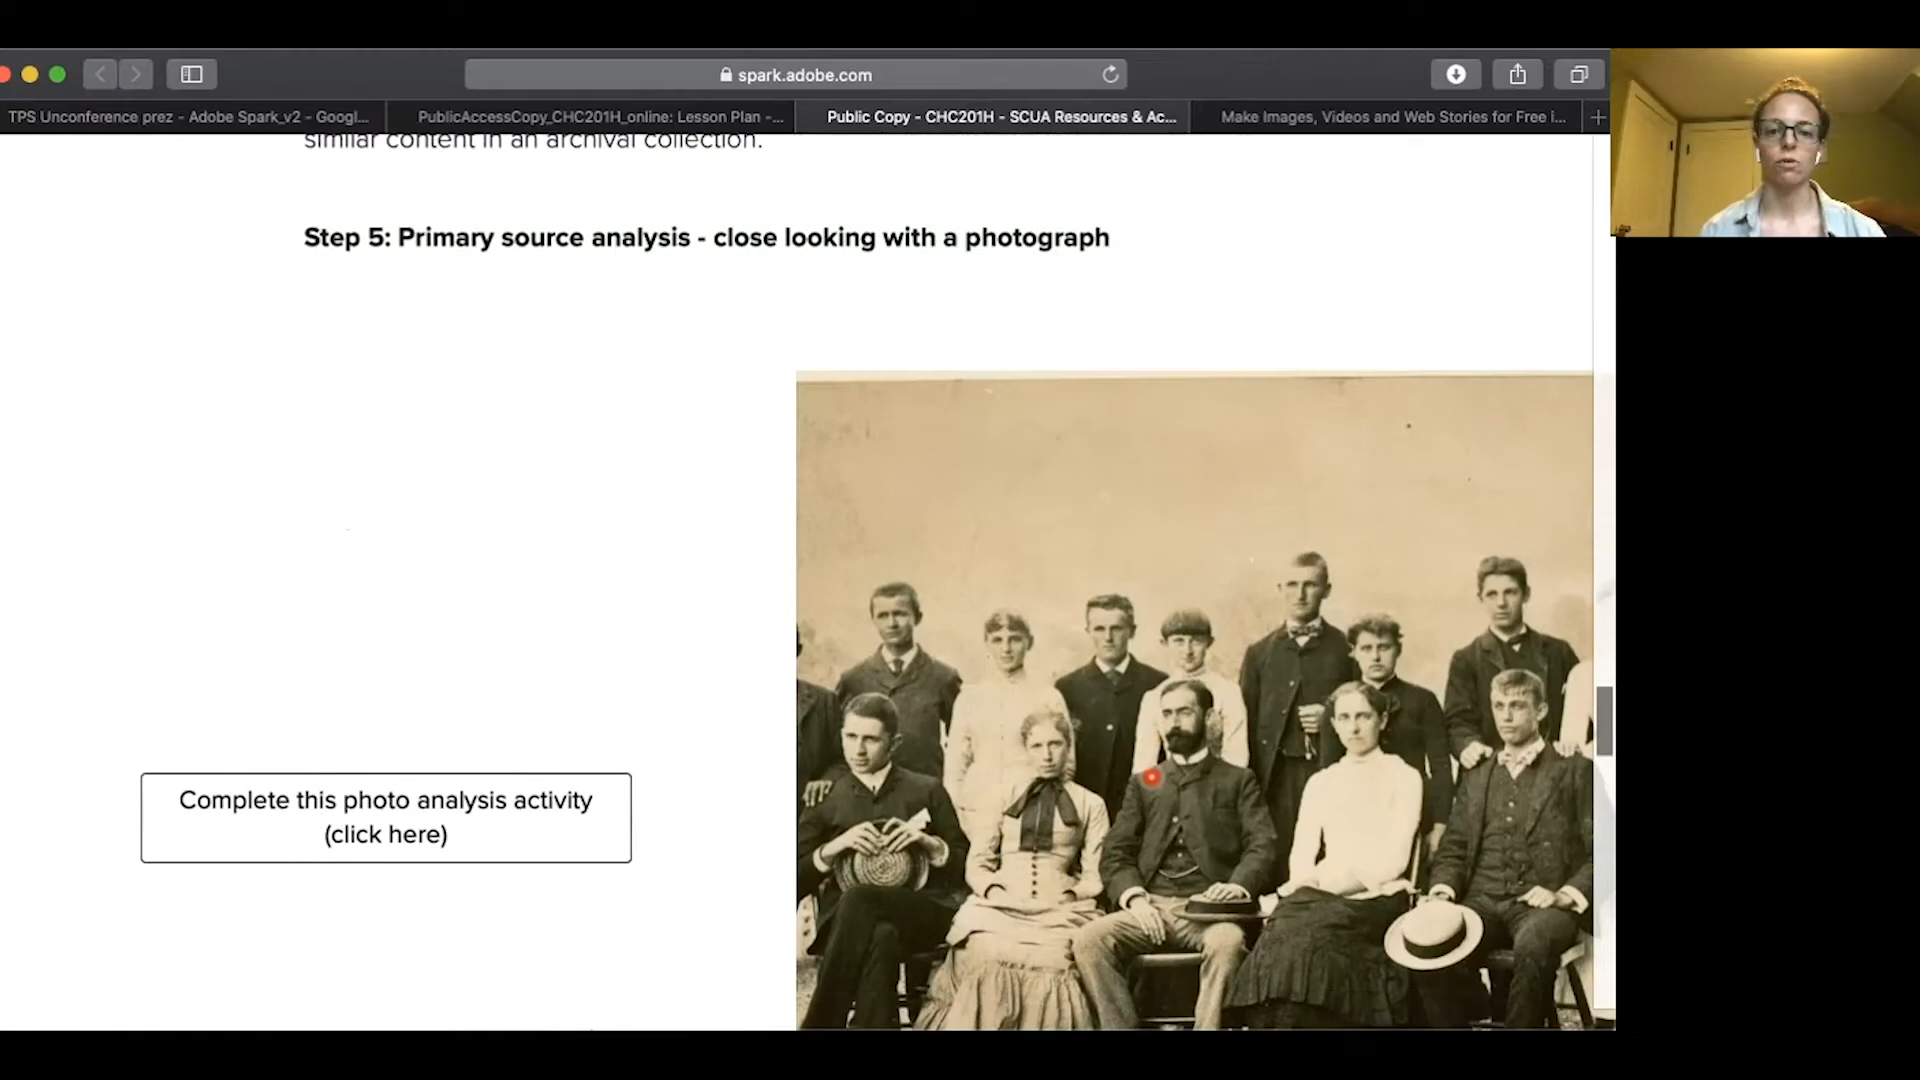 spark.adobe.com
TPS Unconference prez - Adobe Spark_v2 - Googl...
PublicAccessCopy_CHC201H_online: Lesson Plan -...
Public Copy - CHC201H - SCUA Resources & Ac...
Make Images, Videos and Web Stories for Free i...
similar content in an archival collection.
Step 5: Primary source analysis - close looking with a photograph
Complete this photo analysis activity
(click here)